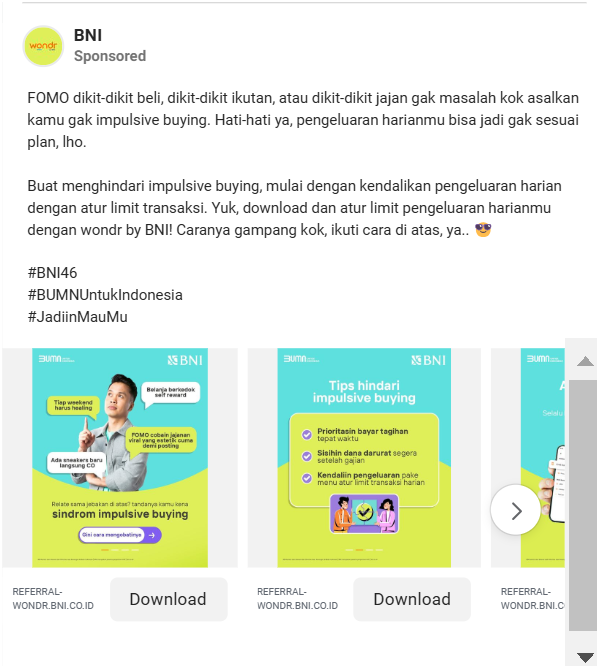 wondr
BNI
Sponsored
FOMO dikit-dikit beli, dikit-dikit ikutan, atau dikit-dikit jajan gak masalah kok asalkan
kamu gak impulsive buying. Hati-hati ya, pengeluaran harianmu bisa jadi gak sesuai
plan, lho.
Buat menghindari impulsive buying, mulai dengan kendalikan pengeluaran harian
dengan atur limit transaksi. Yuk, download dan atur limit pengeluaran harianmu
dengan wondr by BNI! Caranya gampang kok, ikuti cara di atas, ya.. 😎
#BNI46
#BUMNUntukIndonesia
#JadiinMauMu
BUMN
BNI
Belanja berkedok
self reward
Tiap weekend
harus healing
FOMO cobain jajanan
viral yang estetik cuma
demi posting
Ada sneakers baru
langsung CO
Relate sama jebakan di atas? tandanya kamu kena
sindrom impulsive buying
Gini cara mengobatinya
REFERRAL-
WONDR.BNI.CO.ID
Download
BUMN
BNI
Tips hindari
impulsive buying
Prioritasin bayar tagihan
tepat waktu
Sisihin dana darurat segera
setelah gajian
Kendaliin pengeluaran pake
menu atur limit transaksi harian
REFERRAL-
WONDR.BNI.CO.ID
Download
BUMN
A
Selalu
REFERRAL-
WONDR.BNI.C